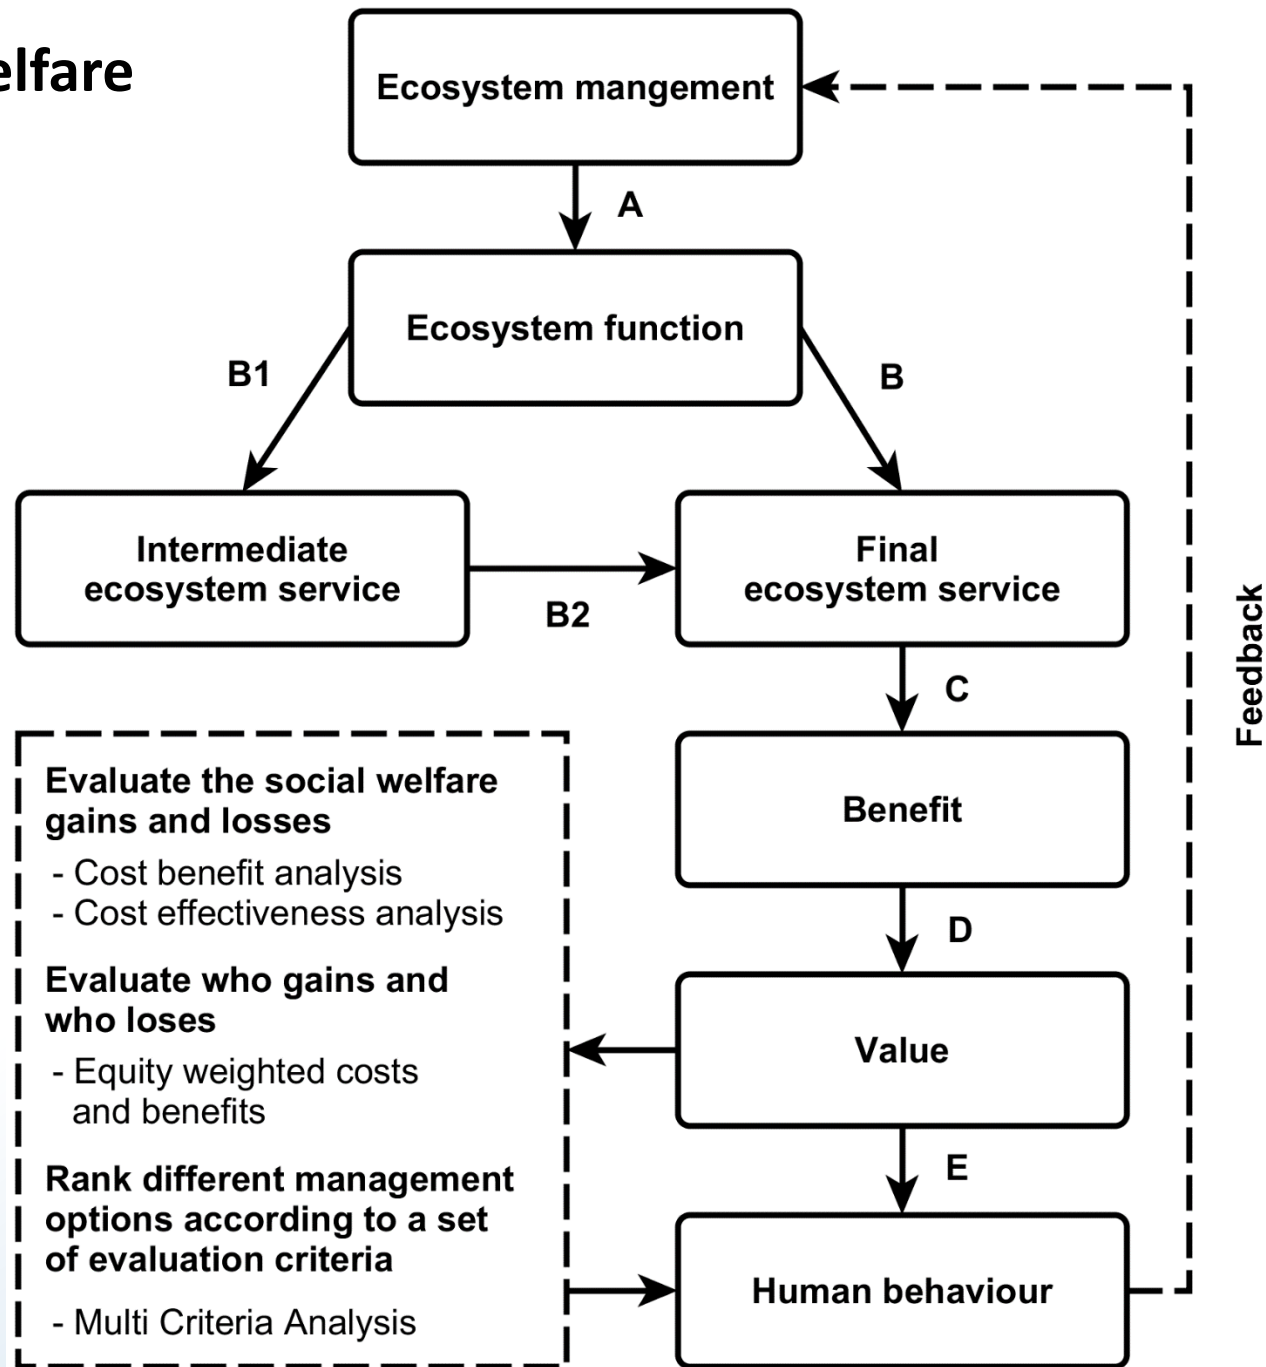 elfare
Ecosystem mangement
A
Ecosystem function
B1
B
Intermediate
ecosystem service
B2
Final
ecosystem service
C
Feedback
Benefit
D
Value
E
Human behaviour
Evaluate the social welfare
gains and losses
- Cost benefit analysis
- Cost effectiveness analysis
Evaluate who gains and
who loses
- Equity weighted costs
and benefits
Rank different management
options according to a set
of evaluation criteria
- Multi Criteria Analysis